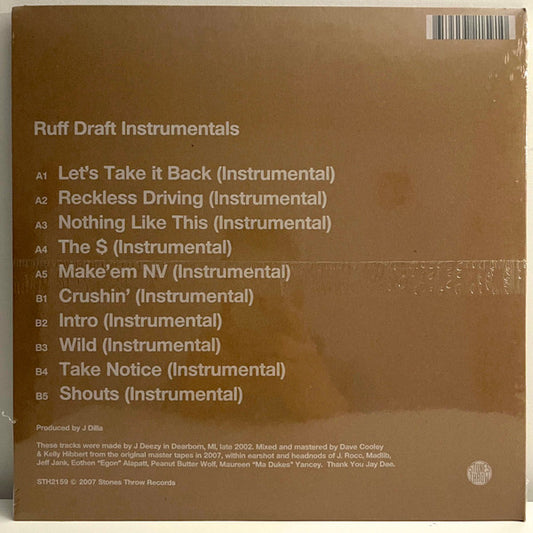 Ruff Draft Instrumentals
A1 Let's Take it Back (Instrumental)
A2 Reckless Driving (Instrumental)
A3 Nothing Like This (Instrumental)
A4 The $ (Instrumental)
A5 Make'em NV (Instrumental)
B1 Crushin' (Instrumental)
B2 Intro (Instrumental)
B3 Wild (Instrumental)
B4 Take Notice (Instrumental)
B5 Shouts (Instrumental)
Produced by J Dilla
These tracks were made by J Deezy in Dearborn, MI, late 2002. Mixed and mastered by Dave Cooley
& Kelly Hibbert from the original master tapes in 2007, within earshot and headnods of J. Rocc, Madlib,
Jeff Jank, Eothen "Egon" Alapatt, Peanut Butter Wolf, Maureen "Ma Dukes" Yancey. Thank You Jay Dee.
STH2159 © 2007 Stones Throw Records
STONES
THROW